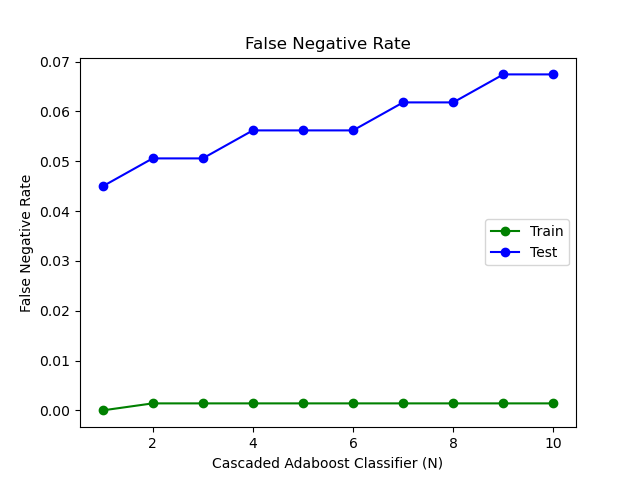 False Negative Rate
False Negative Rate
0.07
0.06
0.05
0.04
0.03
0.02
0.01
0.00
Train
Test
2 4 6 8 10
Cascaded Adaboost Classifier (N)